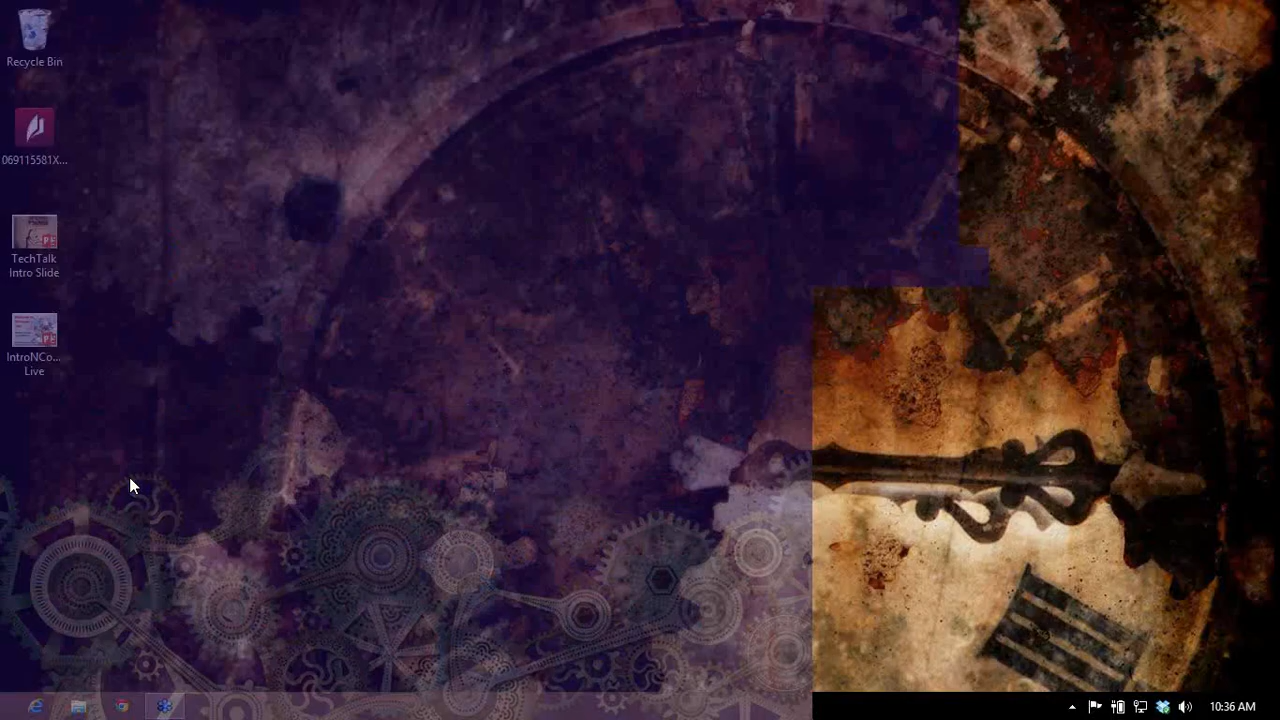 Recycle Bin
069115581X...
TechTalk
Intro Slide
IntroNCo...
Live
10:36 AM